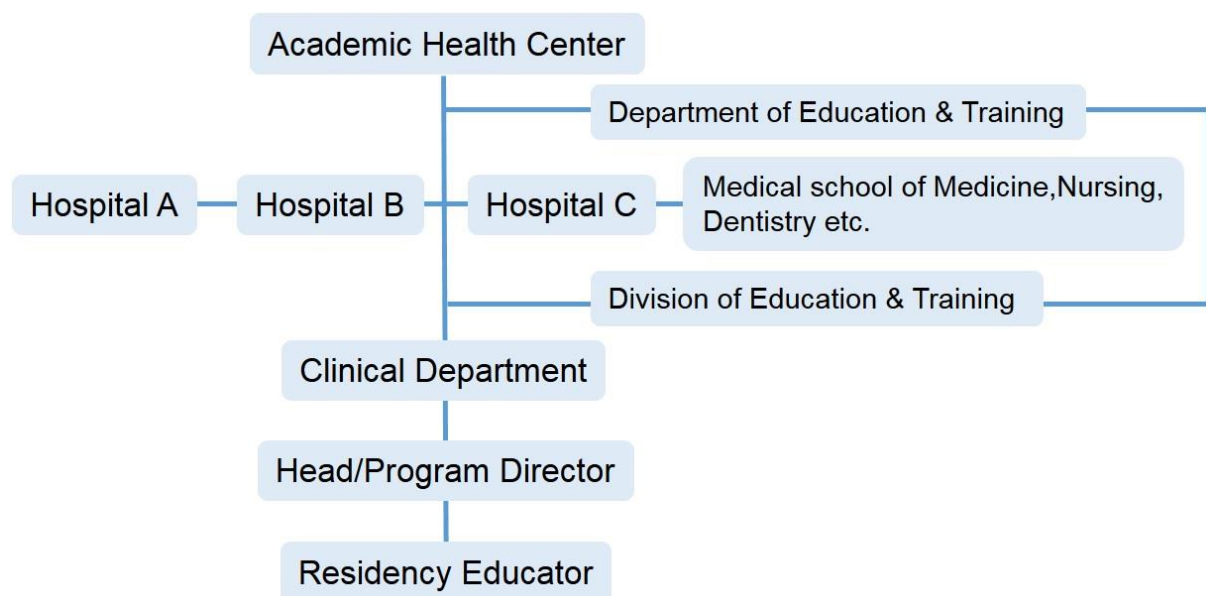 Academic Health Center
Department of Education & Training
Hospital A
Hospital B
Hospital C
Medical school of Medicine,Nursing,
Dentistry etc.
Division of Education & Training
Clinical Department
Head/Program Director
Residency Educator